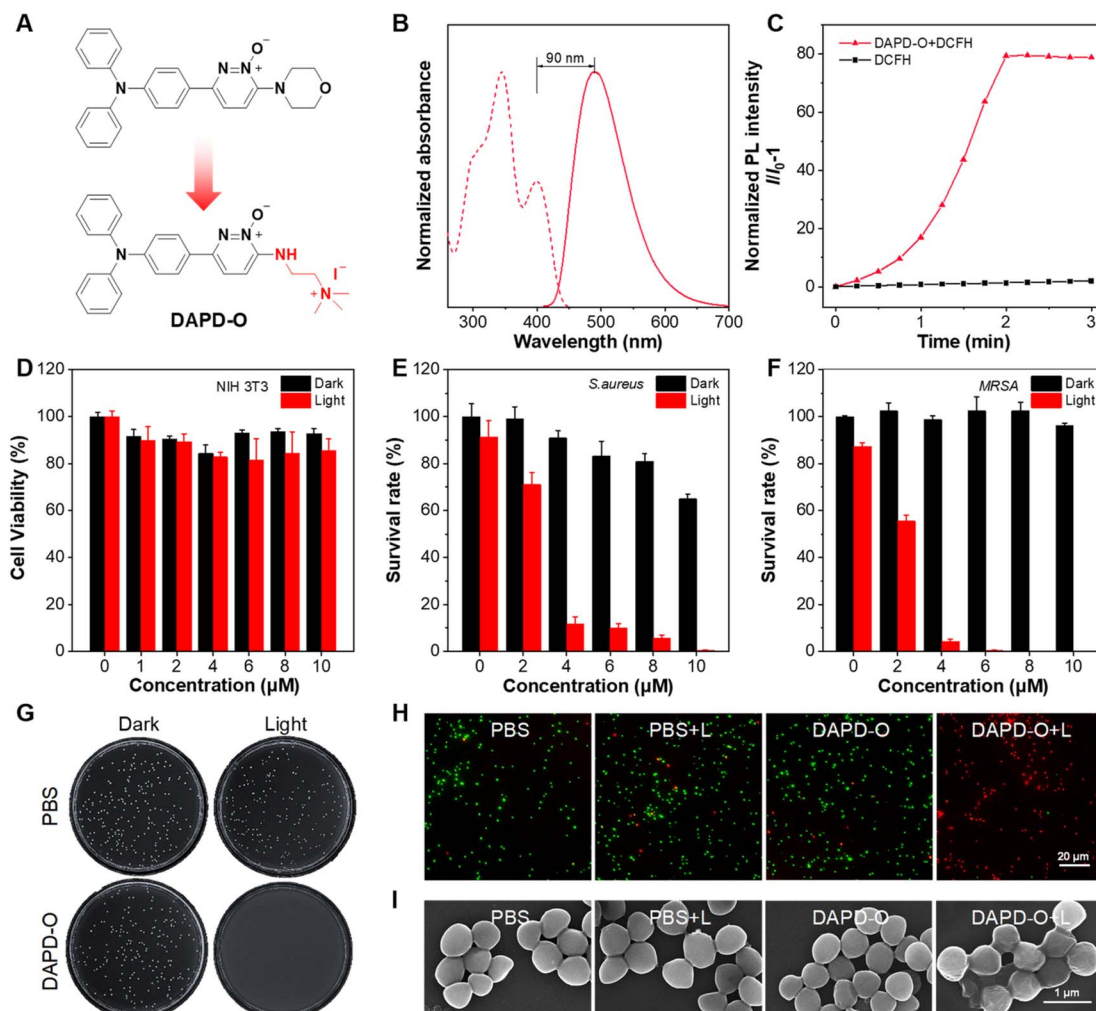 A
O⁻
N
N–N
+
N
O
O⁻
N
N–N
+
NH
I⁻
N
+
DAPD-O
B
90 nm
Normalized absorbance
300 400 500 600 700
Wavelength (nm)
C
DAPD-O+DCFH
DCFH
Normalized PL intensity
I/I₀-1
80
60
40
20
0
0 1 2 3
Time (min)
D
NIH 3T3
Dark
Light
Cell Viability (%)
120
100
80
60
40
20
0
0 1 2 4 6 8 10
Concentration (μM)
E
S.aureus
Dark
Light
Survival rate (%)
120
100
80
60
40
20
0
0 2 4 6 8 10
Concentration (μM)
F
MRSA
Dark
Light
Survival rate (%)
120
100
80
60
40
20
0
0 2 4 6 8 10
Concentration (μM)
G
Dark Light
PBS
DAPD-O
H
PBS PBS+L DAPD-O DAPD-O+L
20 μm
I
PBS PBS+L DAPD-O DAPD-O+L
1 μm